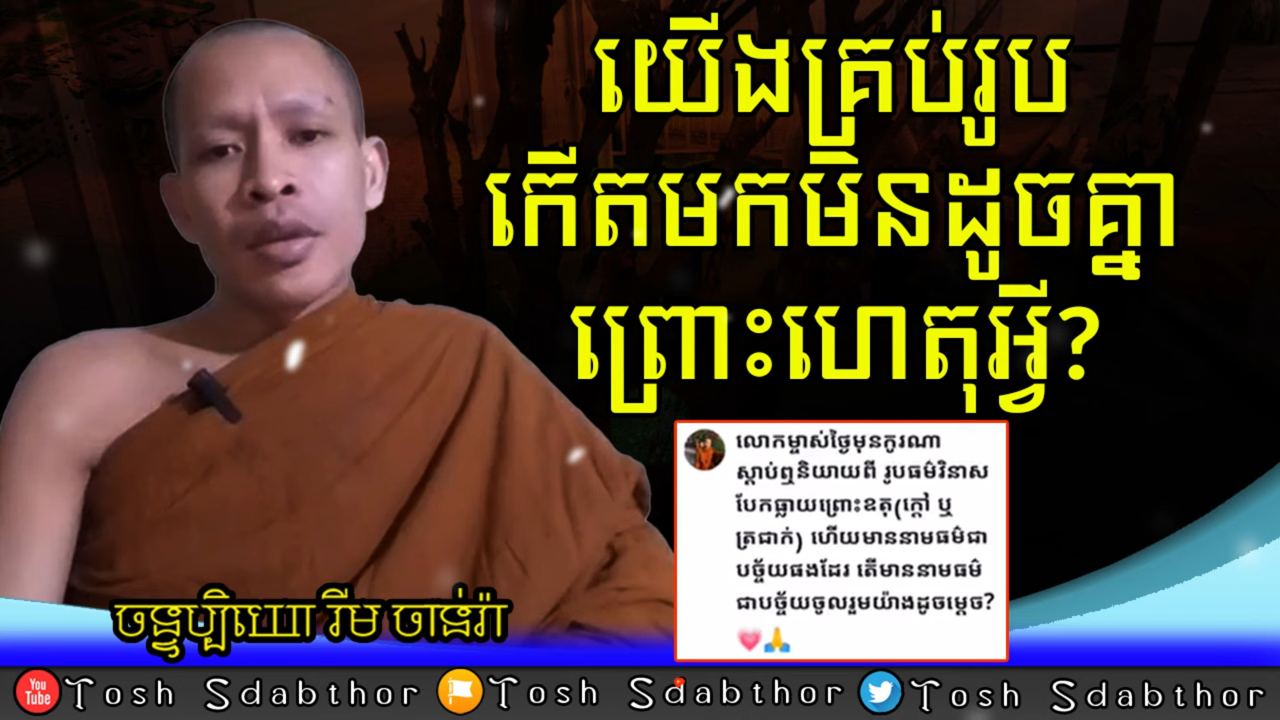 យើងគ្រប់រូប
កើតមកមិនដូចគ្នា
ព្រោះហេតុអ្វី?
លោកម្ចាស់ថ្ងៃមុនកូរណា
ស្តាប់ឮនិយាយពី រូបធម៌វិនាស
បែកធ្លាយព្រោះឧតុ(ក្តៅ ឬ
ត្រជាក់) ហើយមាននាមធម៌ជា
បច្ច័យផងដែរ តើមាននាមធម៌
ជាបច្ច័យចូលរួមយ៉ាងដូចម្តេច?
ចន្ទប្បិយោ រីម ចាន់រ៉ា
You Tube Tosh Sdabthor Tosh Sdabthor Tosh Sdabthor